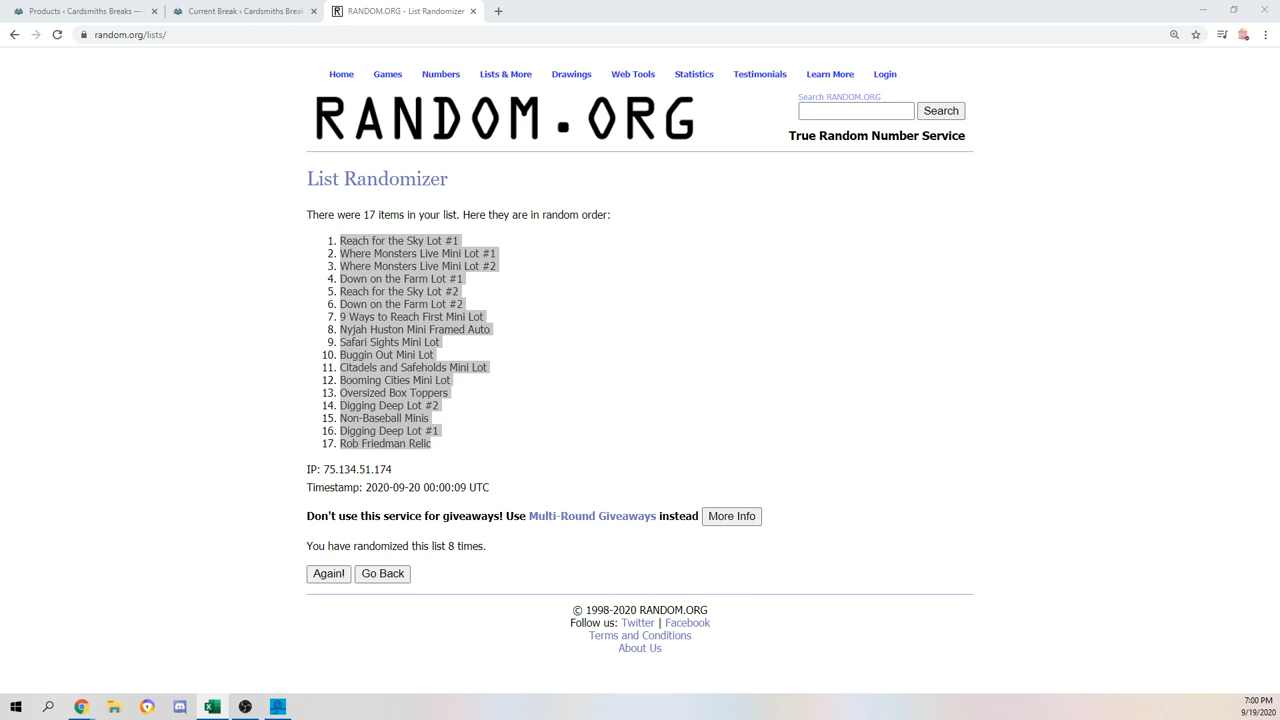 Products ‹ Cardsmiths Breaks —
Current Break ‹ Cardsmiths Break
RANDOM.ORG - List Randomizer
random.org/lists/
Home Games Numbers Lists & More Drawings Web Tools Statistics Testimonials Learn More Login
RANDOM.ORG
Search RANDOM.ORG
Search
True Random Number Service
List Randomizer
There were 17 items in your list. Here they are in random order:
1. Reach for the Sky Lot #1
2. Where Monsters Live Mini Lot #1
3. Where Monsters Live Mini Lot #2
4. Down on the Farm Lot #1
5. Reach for the Sky Lot #2
6. Down on the Farm Lot #2
7. 9 Ways to Reach First Mini Lot
8. Nyjah Huston Mini Framed Auto
9. Safari Sights Mini Lot
10. Buggin Out Mini Lot
11. Citadels and Safeholds Mini Lot
12. Booming Cities Mini Lot
13. Oversized Box Toppers
14. Digging Deep Lot #2
15. Non-Baseball Minis
16. Digging Deep Lot #1
17. Rob Friedman Relic
IP: 75.134.51.174
Timestamp: 2020-09-20 00:00:09 UTC
Don't use this service for giveaways! Use Multi-Round Giveaways instead More Info
You have randomized this list 8 times.
Again! Go Back
© 1998-2020 RANDOM.ORG
Follow us: Twitter | Facebook
Terms and Conditions
About Us
7:00 PM
9/19/2020